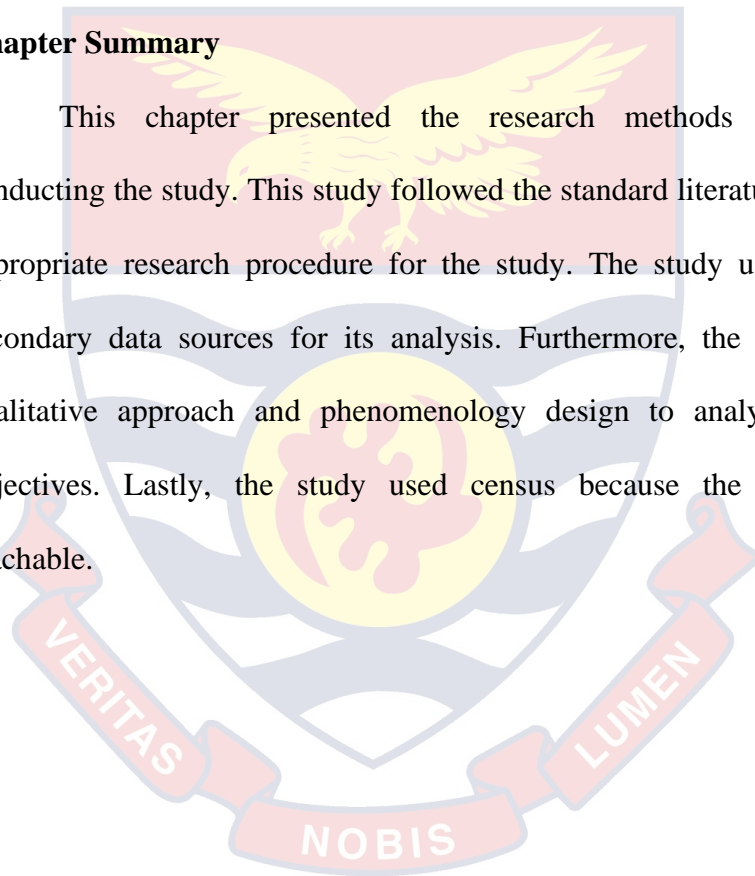 hapter Summary
This chapter presented the research methods
nducting the study. This study followed the standard literatu
propriate research procedure for the study. The study u
condary data sources for its analysis. Furthermore, the
alitative approach and phenomenology design to analy
jectives. Lastly, the study used census because the
achable.
VERITAS
NOBIS
LUMEN